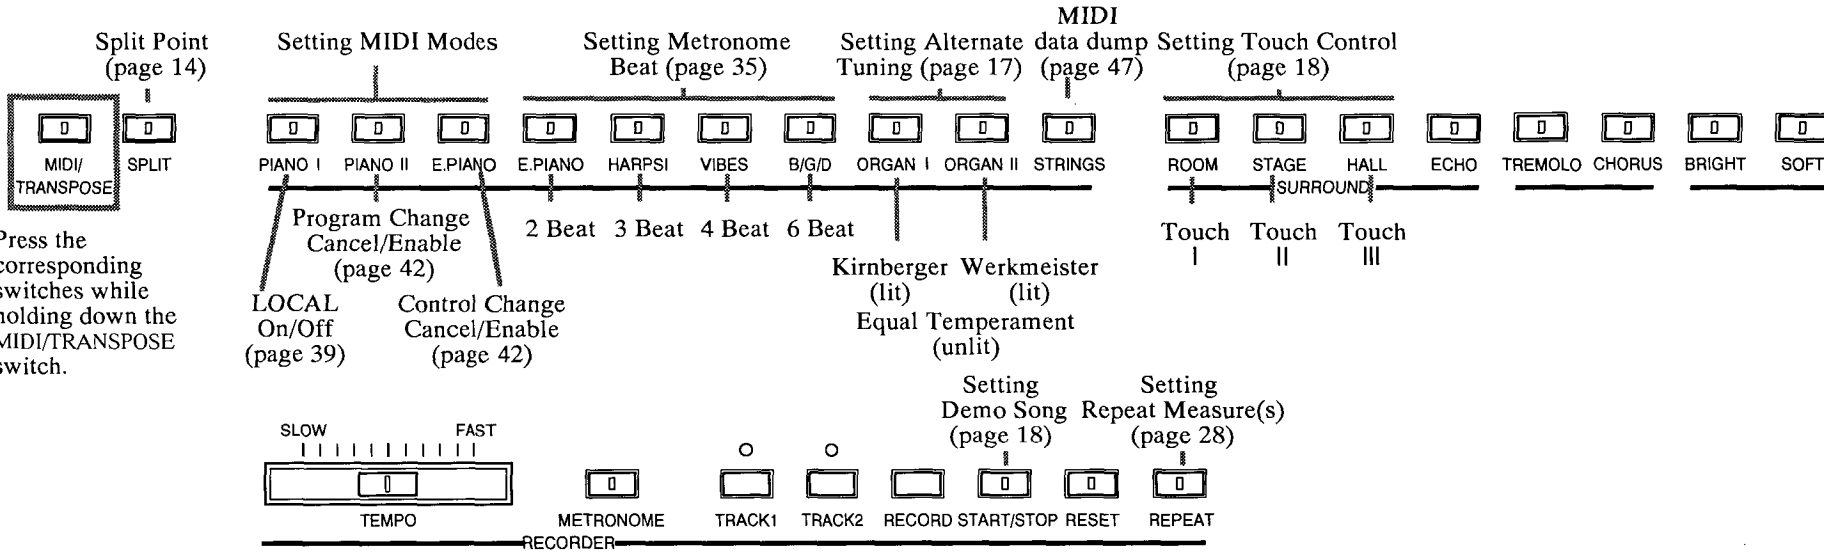 MIDI
Split Point Setting MIDI Modes Setting Metronome Setting Alternate data dump Setting Touch Control
(page 14) Beat (page 35) Tuning (page 17) (page 47) (page 18)
MIDI/ SPLIT PIANO I PIANO II E.PIANO E.PIANO HARPSI VIBES B/G/D ORGAN I ORGAN II STRINGS ROOM STAGE HALL ECHO TREMOLO CHORUS BRIGHT SOFT
TRANSPOSE SURROUND
Press the
corresponding
switches while
holding down the
MIDI/TRANSPOSE
switch.
Program Change
Cancel/Enable
(page 42)
2 Beat 3 Beat 4 Beat 6 Beat
Touch Touch Touch
I II III
LOCAL
On/Off
(page 39)
Control Change
Cancel/Enable
(page 42)
Kirnberger Werkmeister
(lit) (lit)
Equal Temperament
(unlit)
Setting
Demo Song
(page 18)
Setting
Repeat Measure(s)
(page 28)
SLOW FAST
TEMPO METRONOME TRACK1 TRACK2 RECORD START/STOP RESET REPEAT
RECORDER